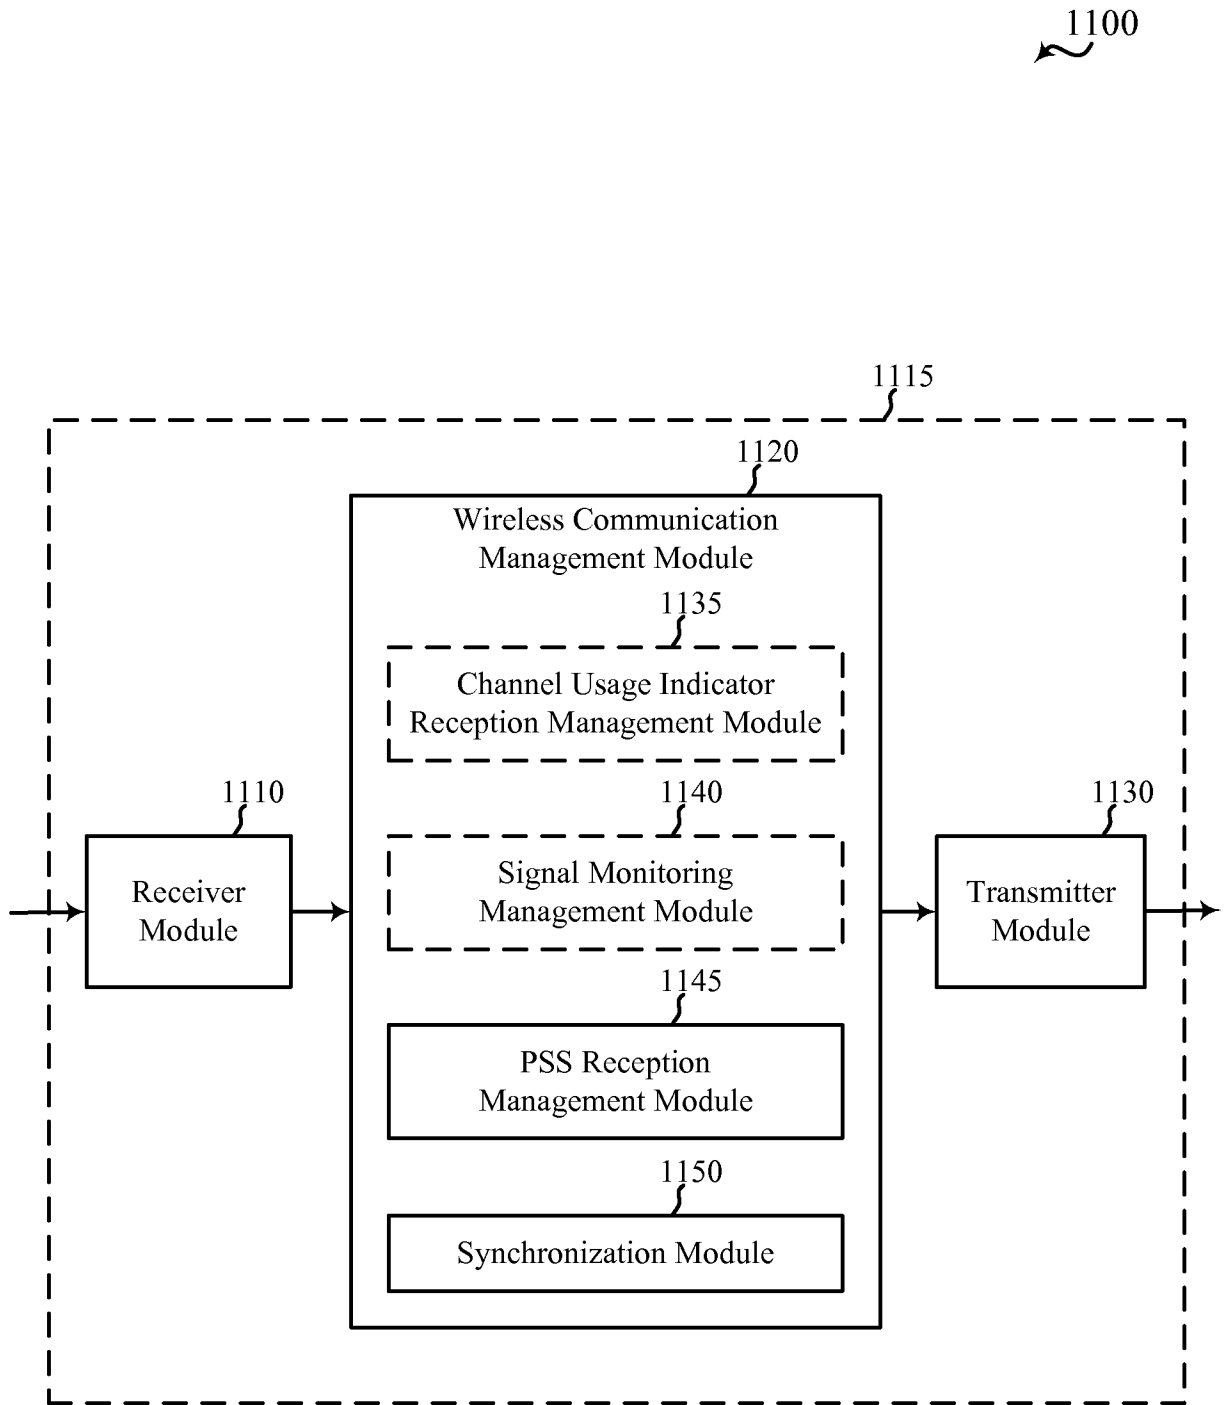 1100
1115
1120
Wireless Communication
Management Module
1135
Channel Usage Indicator
Reception Management Module
1110
Receiver
Module
1140
Signal Monitoring
Management Module
1130
Transmitter
Module
1145
PSS Reception
Management Module
1150
Synchronization Module